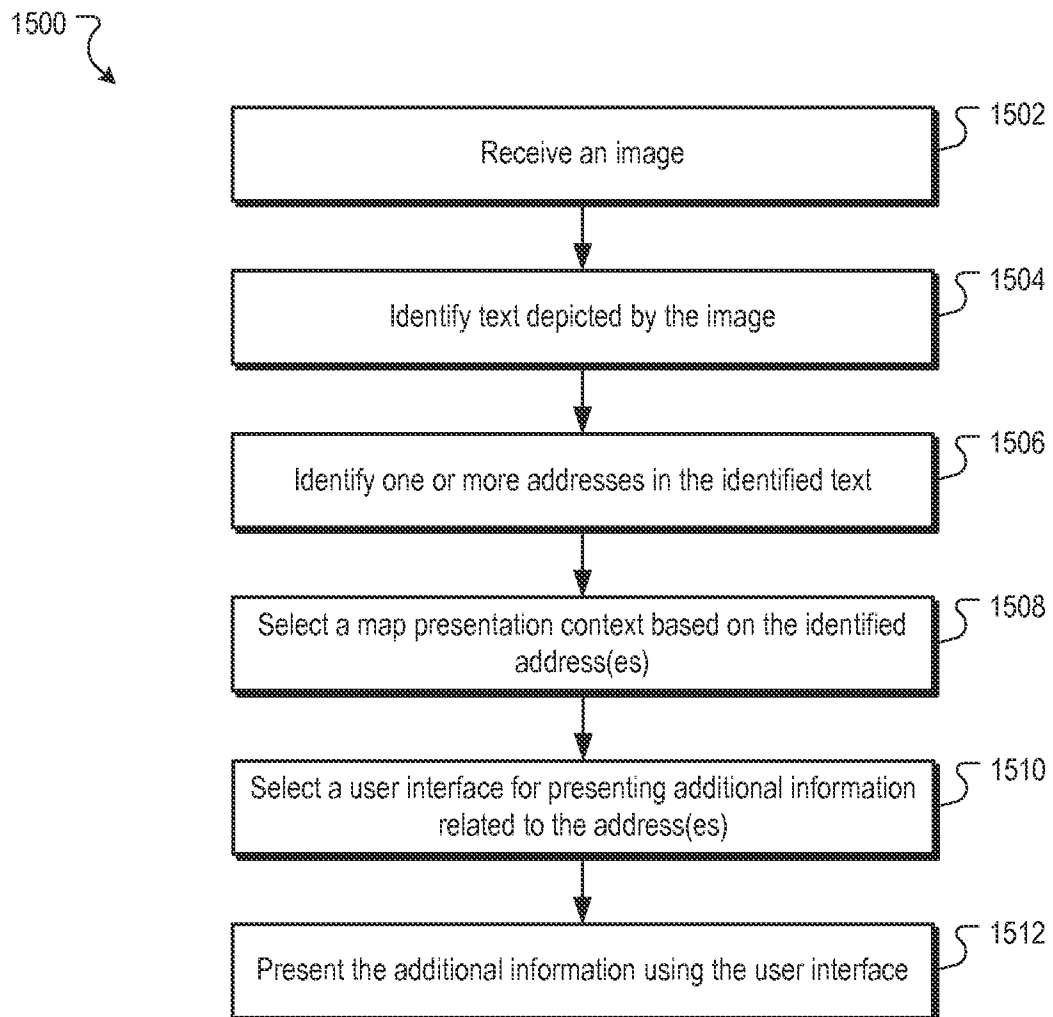 1500
1502
Receive an image
1504
Identify text depicted by the image
1506
Identify one or more addresses in the identified text
1508
Select a map presentation context based on the identified
address(es)
1510
Select a user interface for presenting additional information
related to the address(es)
1512
Present the additional information using the user interface